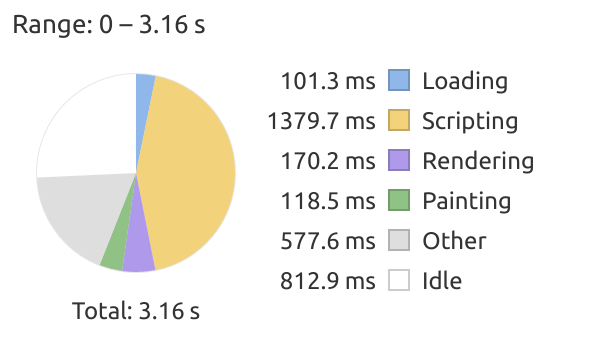 Range: 0 – 3.16 s
101.3 ms Loading
1379.7 ms Scripting
170.2 ms Rendering
118.5 ms Painting
577.6 ms Other
812.9 ms Idle
Total: 3.16 s